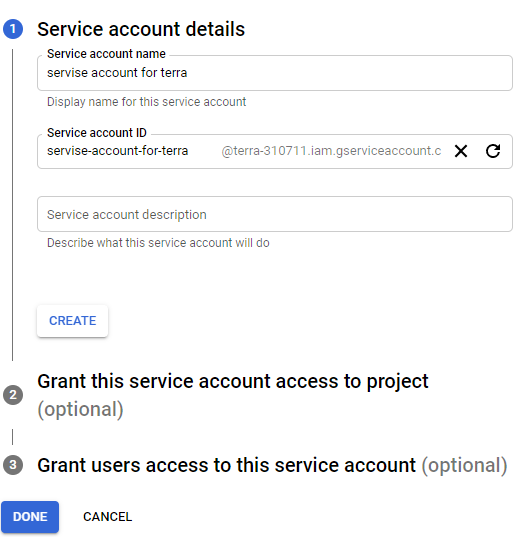 1 Service account details
Service account name
servise account for terra
Display name for this service account
Service account ID
servise-account-for-terra @terra-310711.iam.gserviceaccount.c
Service account description
Describe what this service account will do
CREATE
2 Grant this service account access to project
(optional)
3 Grant users access to this service account (optional)
DONE CANCEL